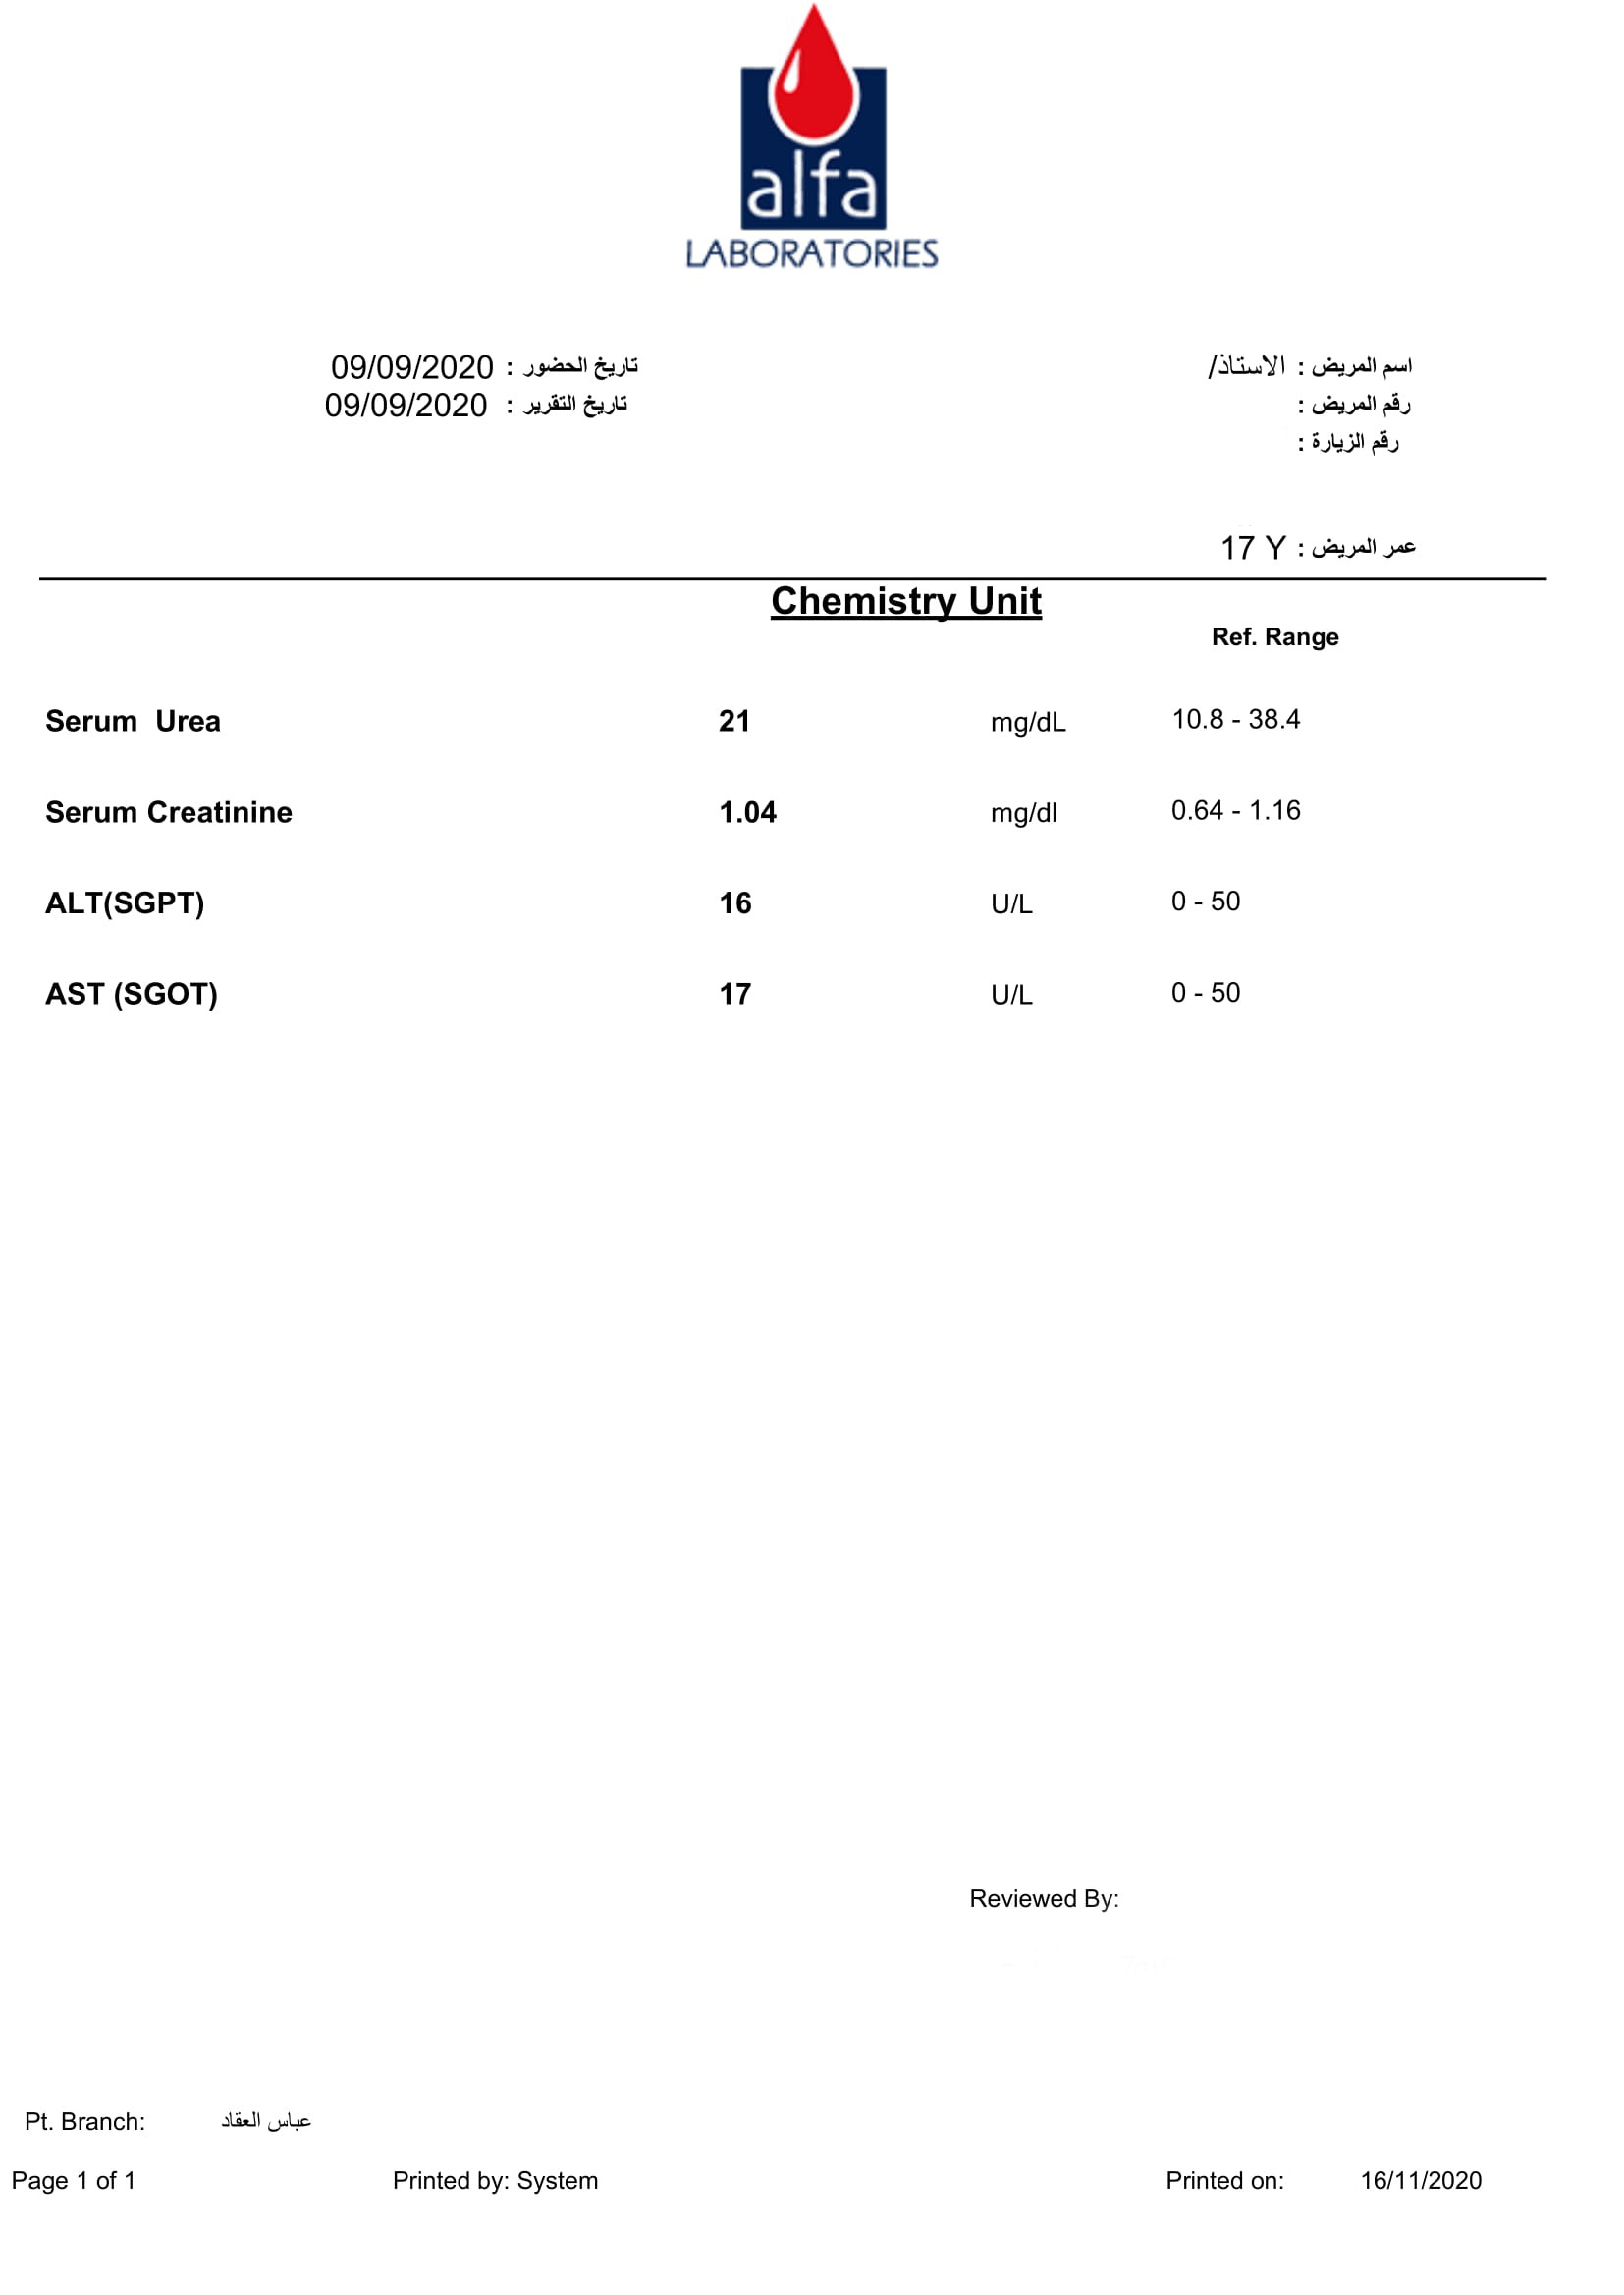 alfa
LABORATORIES
اسم المريض : الاستاذ/
تاريخ الحضور : 09/09/2020
رقم المريض :
تاريخ التقرير : 09/09/2020
رقم الزيارة :
عمر المريض : 17 Y
Chemistry Unit
Ref. Range
Serum Urea 21 mg/dL 10.8 - 38.4
Serum Creatinine 1.04 mg/dl 0.64 - 1.16
ALT(SGPT) 16 U/L 0 - 50
AST (SGOT) 17 U/L 0 - 50
Reviewed By:
Pt. Branch: عباس العقاد
Page 1 of 1 Printed by: System Printed on: 16/11/2020